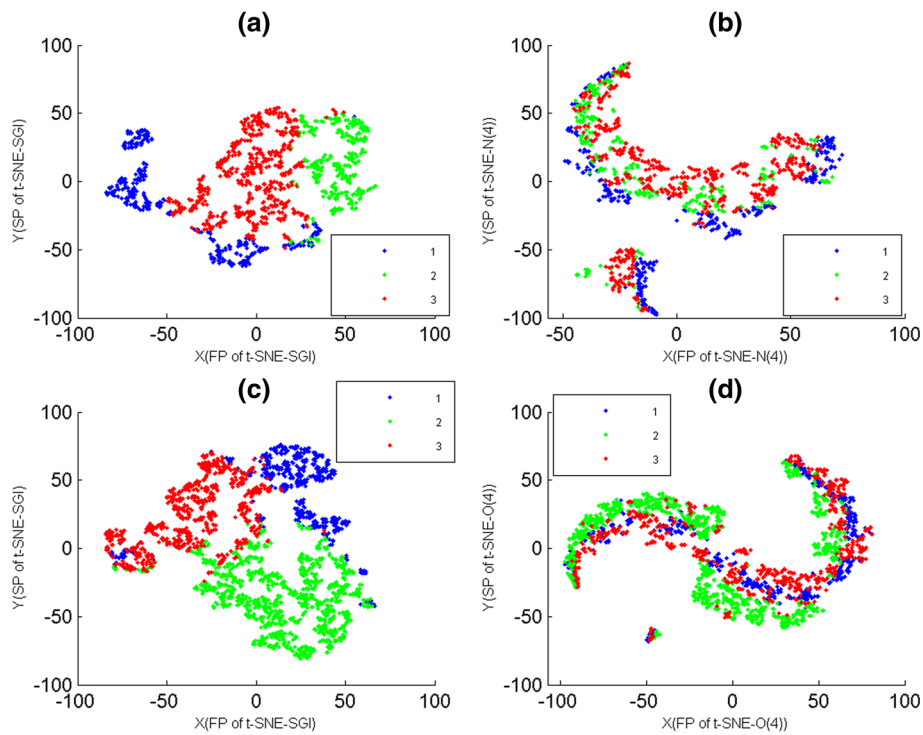 (a)
100
50
0
-50
-100
Y(SP of t-SNE-SGI)
-100 -50 0 50 100
X(FP of t-SNE-SGI)
1
2
3
(b)
100
50
0
-50
-100
Y(SP of t-SNE-N(4))
-50 0 50 100
X(FP of t-SNE-N(4))
1
2
3
(c)
100
50
0
-50
-100
Y(SP of t-SNE-SGI)
-100 -50 0 50 100
X(FP of t-SNE-SGI)
1
2
3
(d)
100
50
0
-50
-100
Y(SP of t-SNE-O(4))
-100 -50 0 50 100
X(FP of t-SNE-O(4))
1
2
3